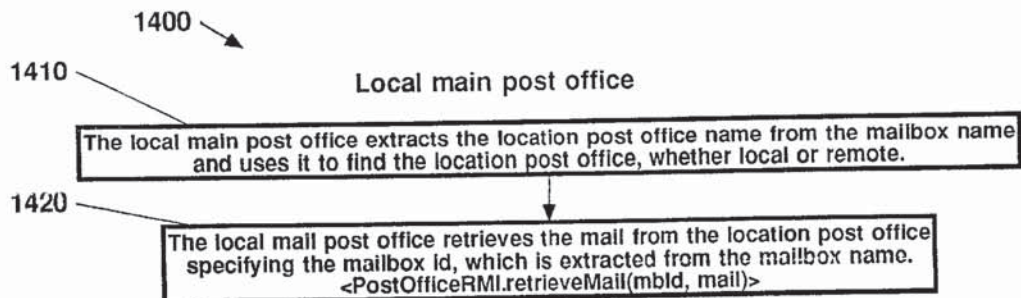 1400
1410
Local main post office
The local main post office extracts the location post office name from the mailbox name
and uses it to find the location post office, whether local or remote.
1420
The local mail post office retrieves the mail from the location post office
specifying the mailbox id, which is extracted from the mailbox name.
<PostOfficeRMI.retrieveMail(mbId, mail)>